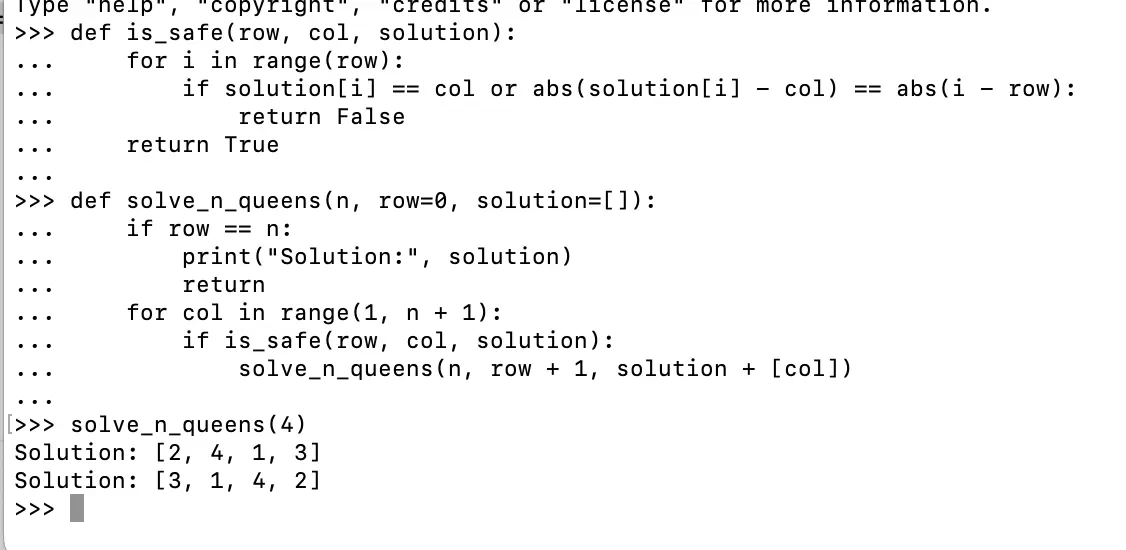 Type "help", "copyright", "credits" or "license" for more information.
>>> def is_safe(row, col, solution):
...     for i in range(row):
...         if solution[i] == col or abs(solution[i] - col) == abs(i - row):
...             return False
...     return True
...
>>> def solve_n_queens(n, row=0, solution=[]):
...     if row == n:
...         print("Solution:", solution)
...         return
...     for col in range(1, n + 1):
...         if is_safe(row, col, solution):
...             solve_n_queens(n, row + 1, solution + [col])
...
[>>> solve_n_queens(4)
Solution: [2, 4, 1, 3]
Solution: [3, 1, 4, 2]
>>>